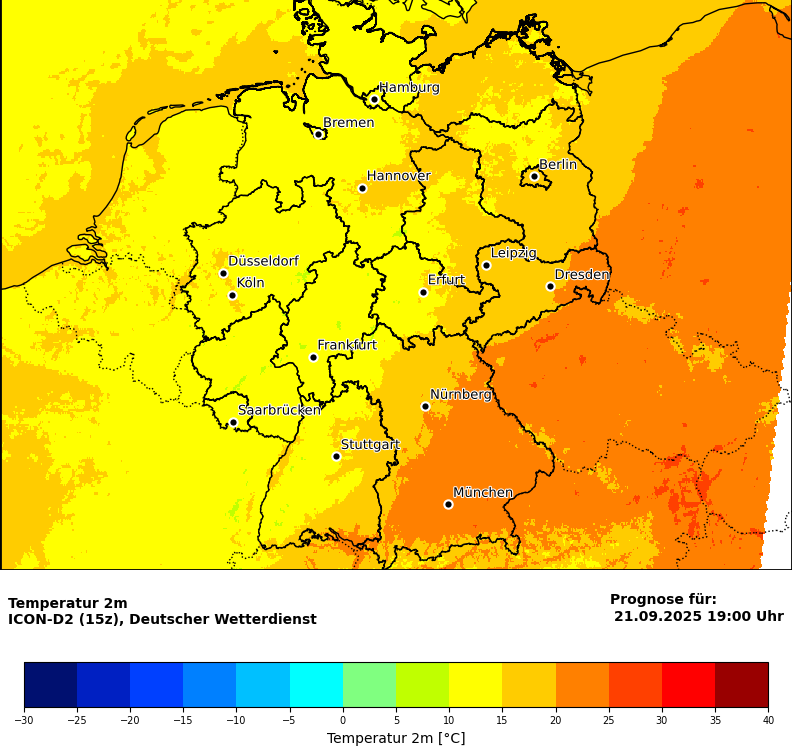 Hamburg
Bremen
Berlin
Hannover
Leipzig
Düsseldorf
Dresden
Köln
Erfurt
Frankfurt
Nürnberg
Saarbrücken
Stuttgart
München
Temperatur 2m
ICON-D2 (15z), Deutscher Wetterdienst
Prognose für:
21.09.2025 19:00 Uhr
−30 −25 −20 −15 −10 −5 0 5 10 15 20 25 30 35 40
Temperatur 2m [°C]